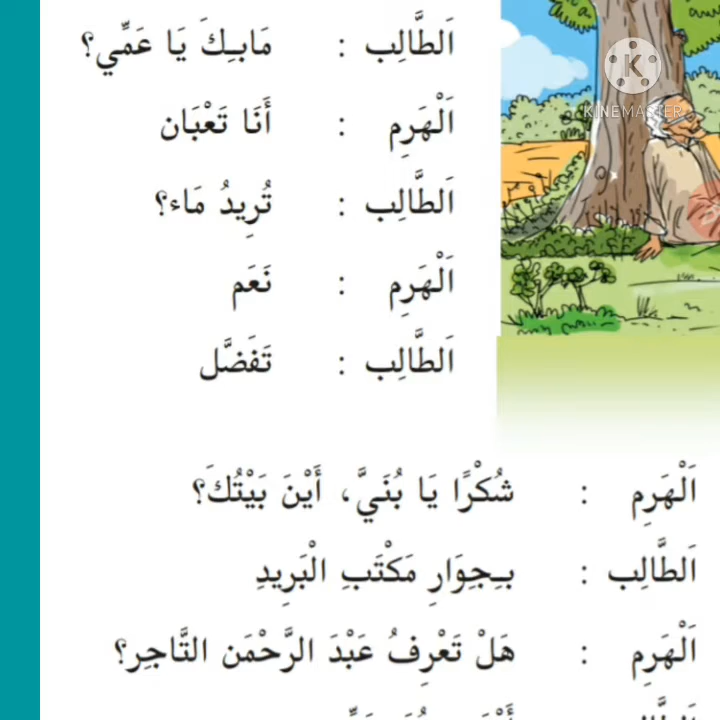 اَلطَّالِب : مَابِكَ يَا عَمِّي؟
اَلْهَرِم : أَنَا تَعْبَان
اَلطَّالِب : تُرِيدُ مَاء؟
اَلْهَرِم : نَعَم
اَلطَّالِب : تَفَضَّل
اَلْهَرِم : شُكْرًا يَا بُنَيَّ، أَيْنَ بَيْتُكَ؟
اَلطَّالِب : بِجِوَارِ مَكْتَبِ الْبَرِيدِ
اَلْهَرِم : هَلْ تَعْرِفُ عَبْدَ الرَّحْمَن التَّاجِر؟
K
KINEMASTER